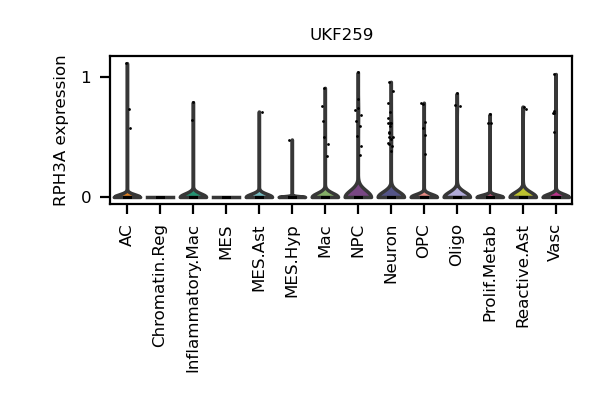 UKF259
RPH3A expression
1
0
AC
Chromatin.Reg
Inflammatory.Mac
MES
MES.Ast
MES.Hyp
Mac
NPC
Neuron
OPC
Oligo
Prolif.Metab
Reactive.Ast
Vasc